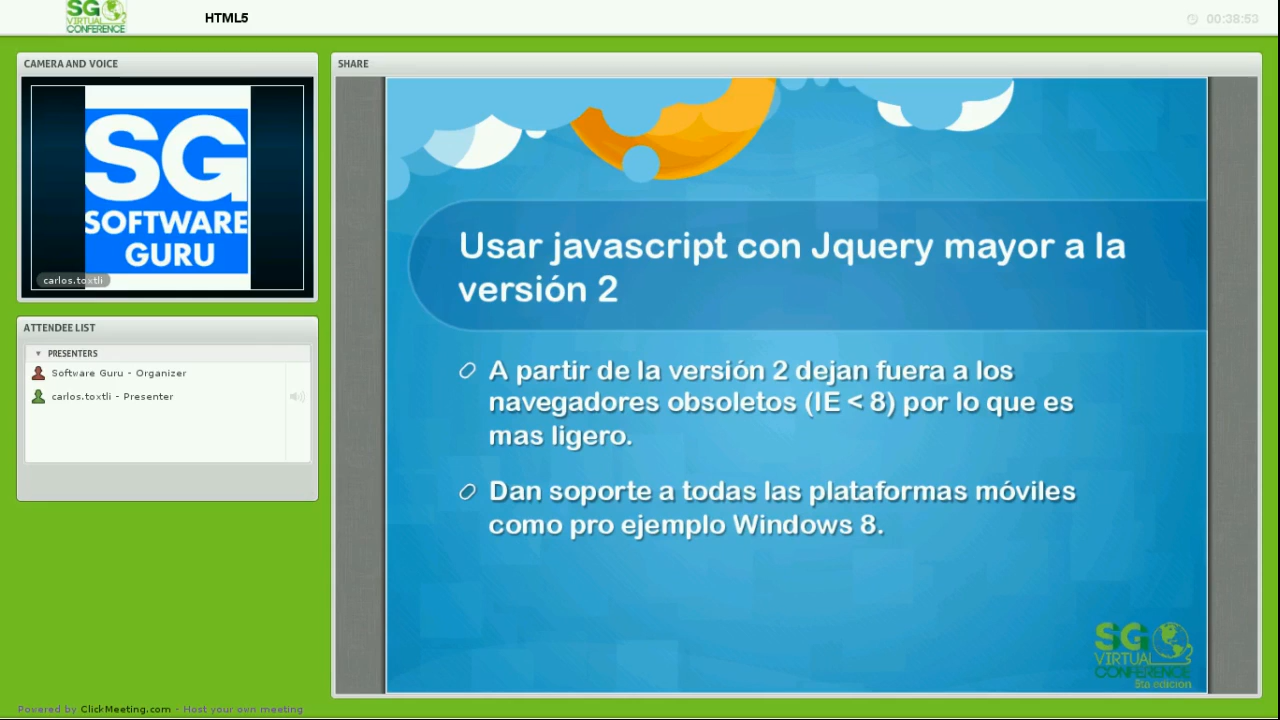 SG
VIRTUAL
CONFERENCE
HTML5
00:38:53
CAMERA AND VOICE
SG
SOFTWARE
GURU
carlos.toxtli
ATTENDEE LIST
PRESENTERS
Software Guru - Organizer
carlos.toxtli - Presenter
SHARE
Usar javascript con Jquery mayor a la
versión 2
A partir de la versión 2 dejan fuera a los
navegadores obsoletos (IE < 8) por lo que es
mas ligero.
Dan soporte a todas las plataformas móviles
como pro ejemplo Windows 8.
SG
VIRTUAL
CONFERENCE
5ta edición
Powered by ClickMeeting.com - Host your own meeting